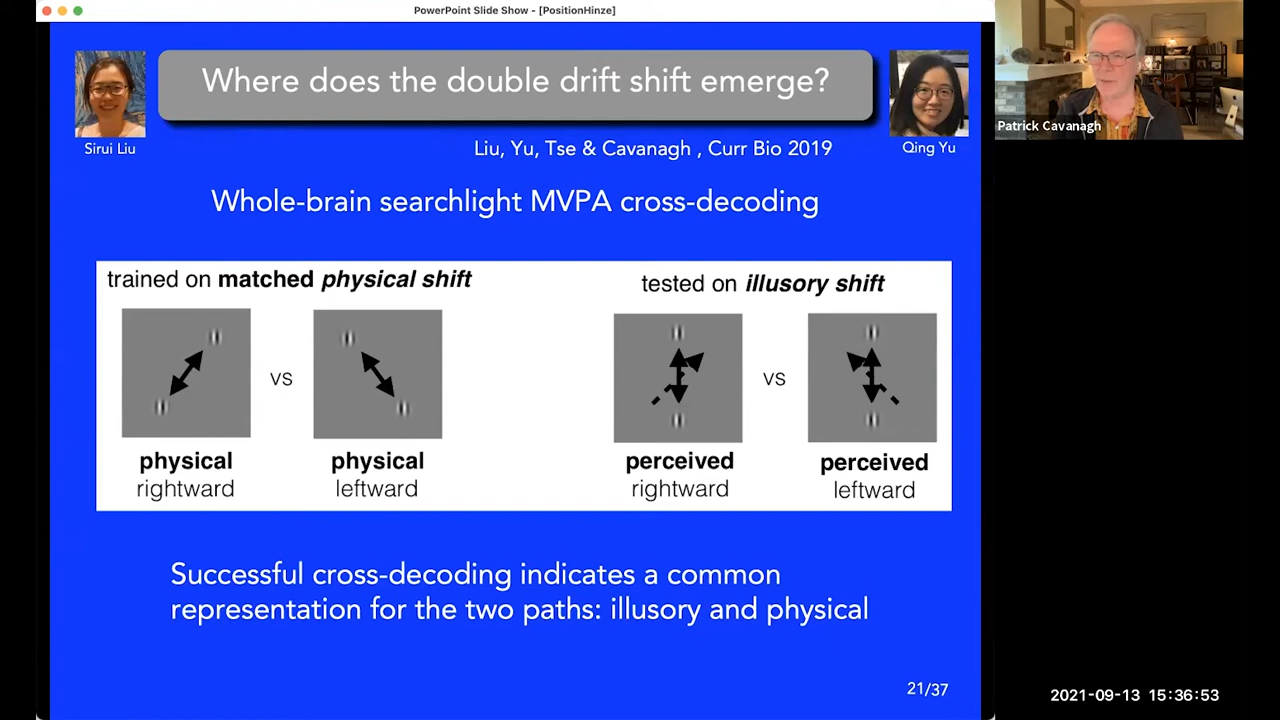 PowerPoint Slide Show - [PositionHinze]
Where does the double drift shift emerge?
Sirui Liu
Qing Yu
Patrick Cavanagh
Liu, Yu, Tse & Cavanagh , Curr Bio 2019
Whole-brain searchlight MVPA cross-decoding
trained on matched physical shift
tested on illusory shift
vs
vs
physical
rightward
physical
leftward
perceived
rightward
perceived
leftward
Successful cross-decoding indicates a common
representation for the two paths: illusory and physical
21/37
2021-09-13 15:36:53